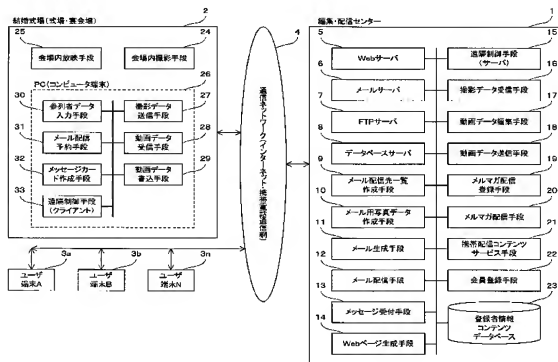 2
結婚式場(式場・宴会場)
25
24
会場内放映手段
会場内撮影手段
26
PC(コンピュータ端末)
30
参列者データ
入力手段
27
撮影データ
送信手段
31
メール配信
予約手段
28
動画データ
受信手段
32
メッセージカー
ド作成手段
29
動画データ
書込手段
33
遠隔制御手段
(クライアント)
3a
3b
3n
ユーザ
端末A
ユーザ
端末B
ユーザ
端末N
4
通信ネットワーク(インターネット・携帯電話通信網)
1
編集・配信センター
5
Webサーバ
6
メールサーバ
7
FTPサーバ
8
データベースサーバ
9
メール配信先一覧
作成手段
10
メール用写真データ
作成手段
11
メール生成手段
12
メール配信手段
13
メッセージ受付手段
14
Webページ生成手段
15
遠隔制御手段
(サーバ)
16
撮影データ受信手段
17
動画データ編集手段
18
動画データ送信手段
19
メルマガ配信
登録手段
20
メルマガ配信手段
21
携帯配信コンテンツ
サービス手段
22
会員登録手段
23
登録者情報
コンテンツ
データベース